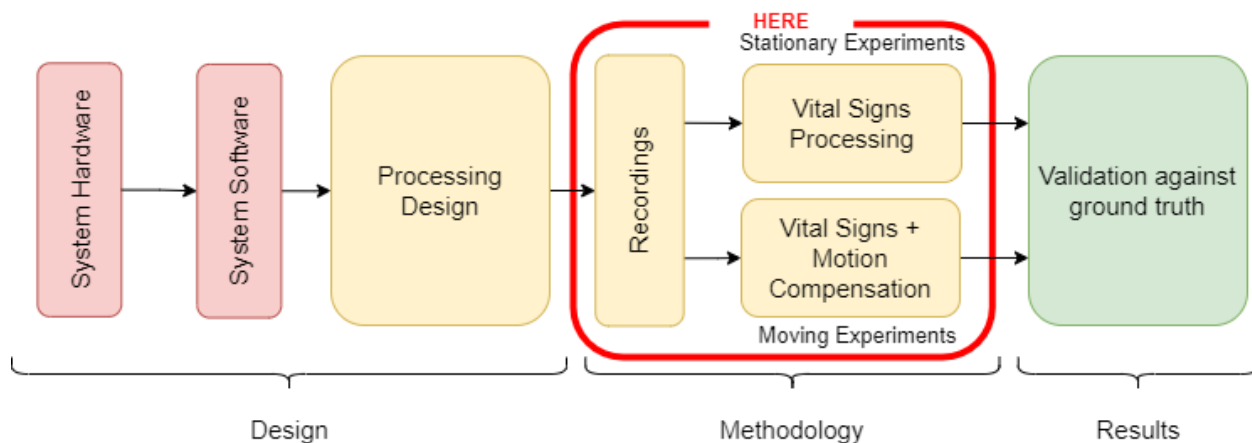 HERE
Stationary Experiments
System Hardware
System Software
Processing
Design
Recordings
Vital Signs
Processing
Vital Signs +
Motion
Compensation
Moving Experiments
Validation against
ground truth
Design
Methodology
Results